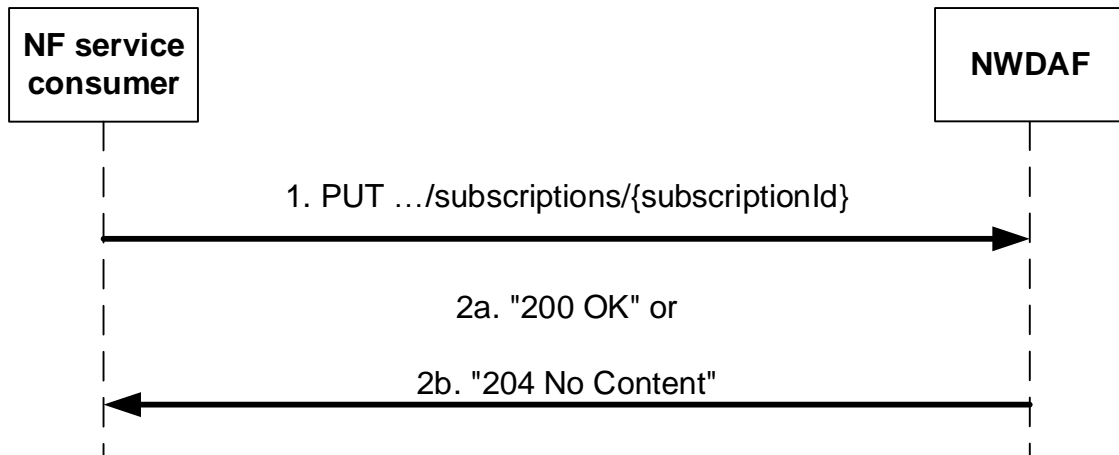 NF service
consumer
NWDAF
1. PUT …/subscriptions/{subscriptionId}
2a. "200 OK" or
2b. "204 No Content"